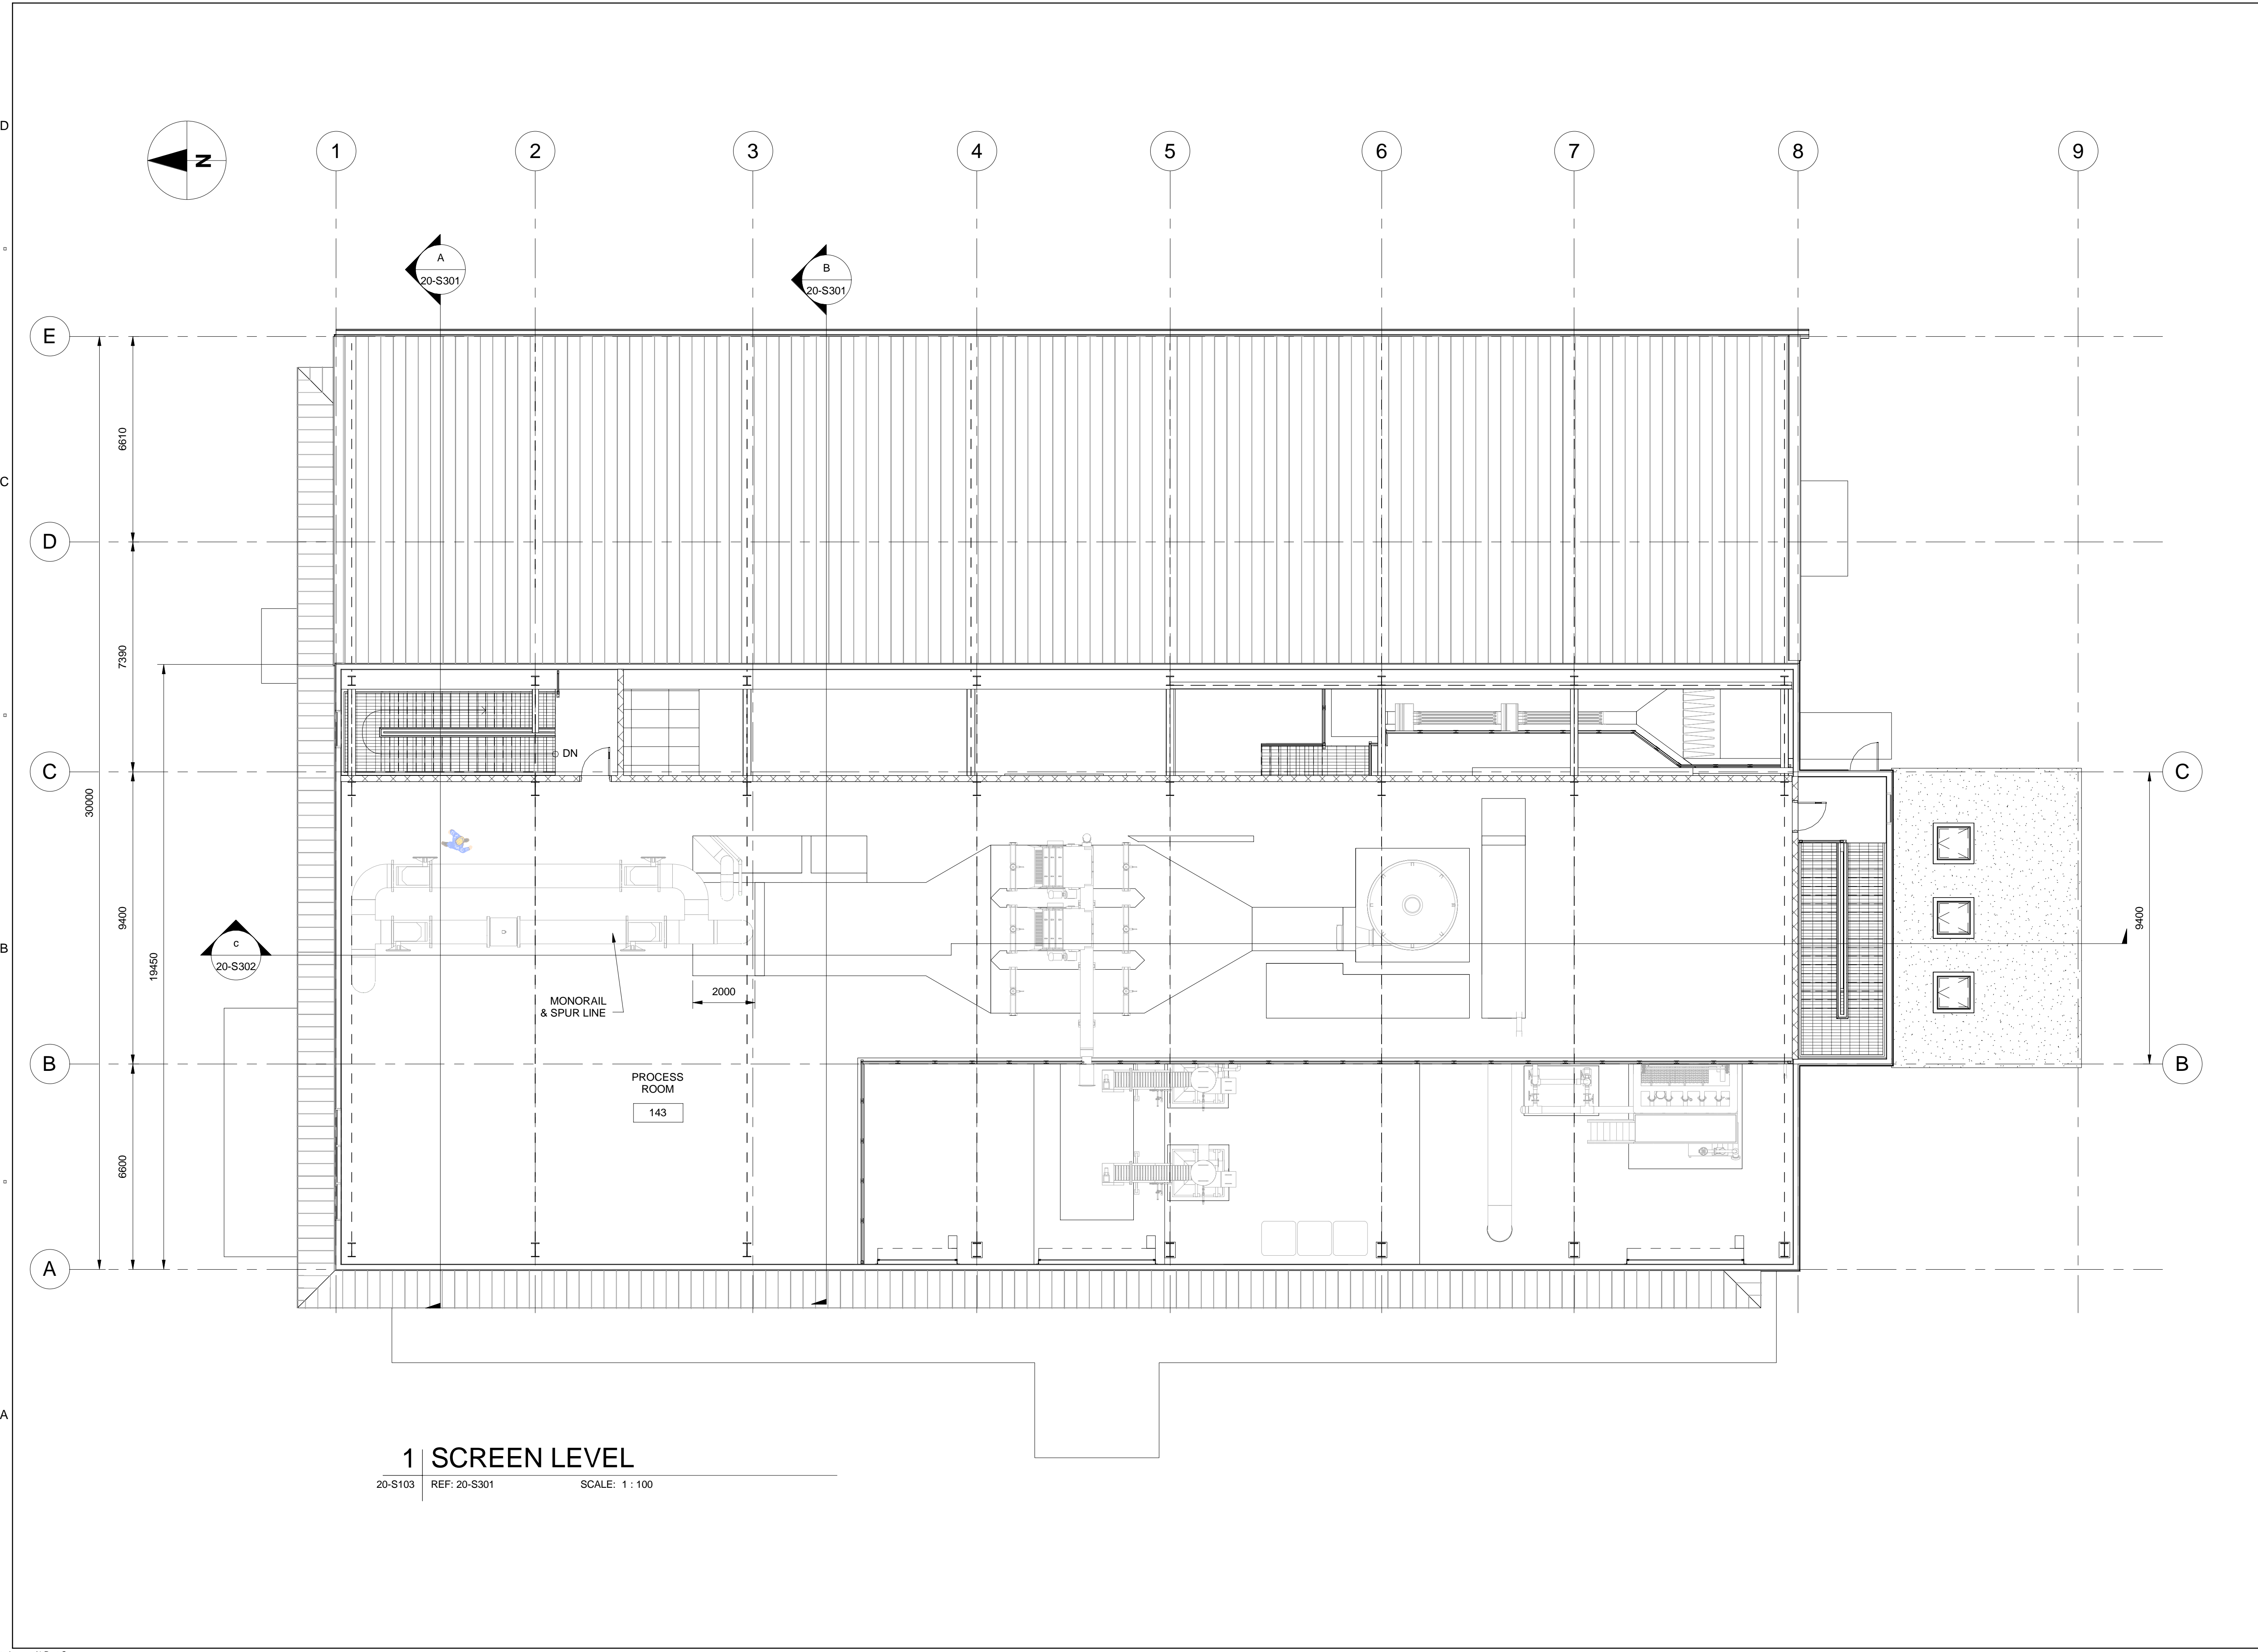 D
N
1
2
3
4
5
6
7
8
9
A
20-S301
B
20-S301
E
6610
C
D
7390
DN
C
C
30000
9400
9400
19450
B
C
20-S302
2000
MONORAIL
& SPUR LINE
B
B
PROCESS
ROOM
143
6600
A
A
1 SCREEN LEVEL
20-S103 REF: 20-S301 SCALE: 1 : 100